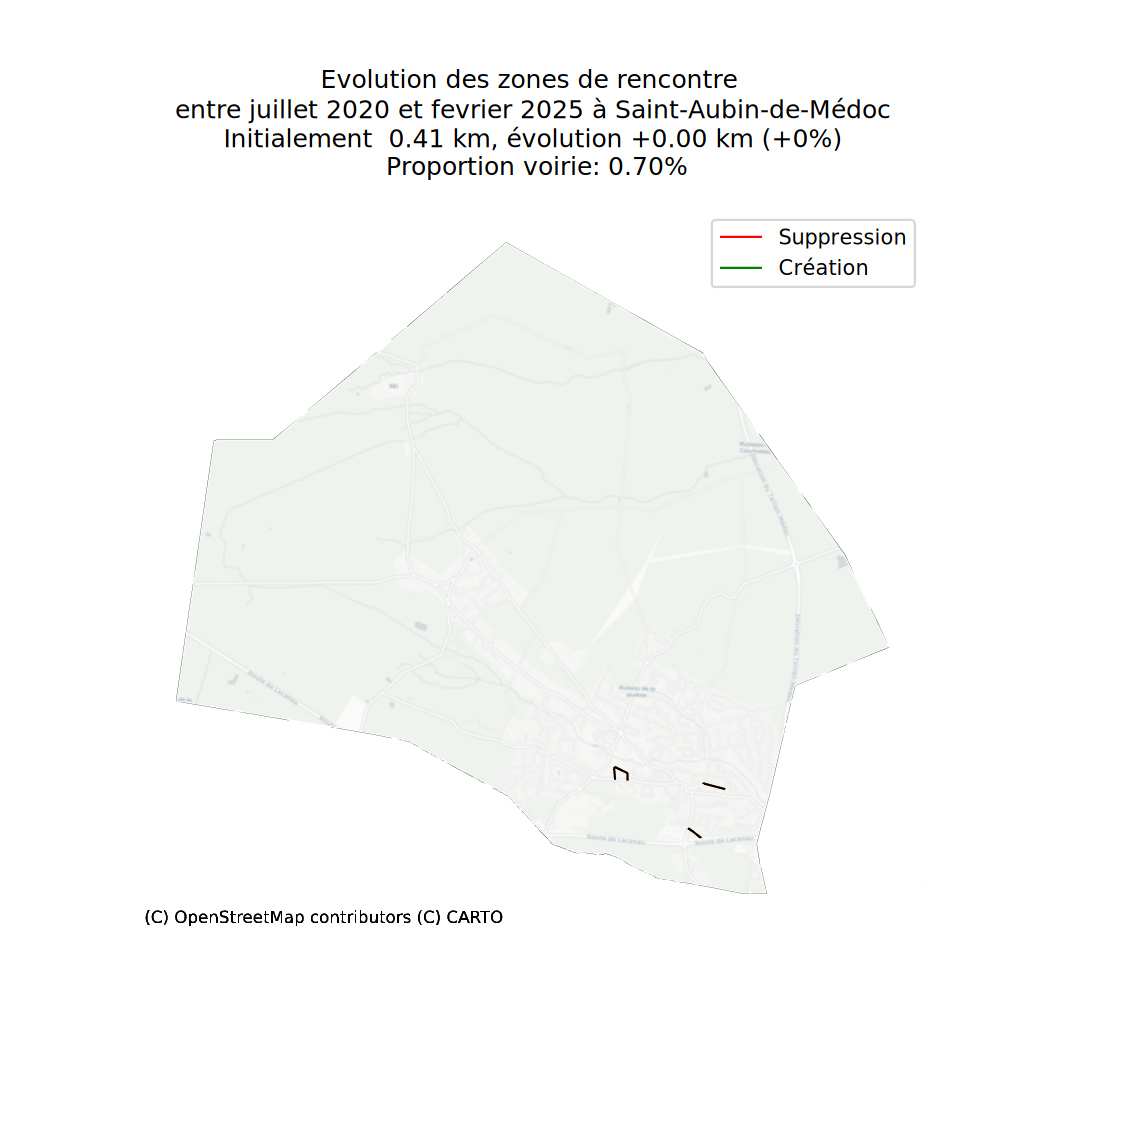 Evolution des zones de rencontre
entre juillet 2020 et fevrier 2025 à Saint-Aubin-de-Médoc
Initialement  0.41 km, évolution +0.00 km (+0%)
Proportion voirie: 0.70%
Suppression
Création
Route de Lacanau
Route de Lacanau
Route de Lacanau
(C) OpenStreetMap contributors (C) CARTO